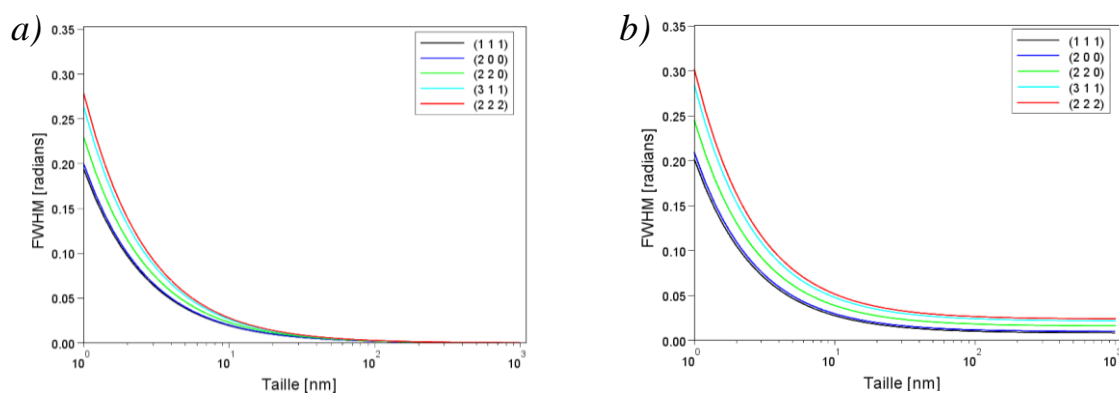 a)
0.35
0.30
0.25
0.20
0.15
0.10
0.05
0.00
FWHM [radians]
10^0
10^1
10^2
10^3
Taille [nm]
(1 1 1)
(2 0 0)
(2 2 0)
(3 1 1)
(2 2 2)
b)
0.35
0.30
0.25
0.20
0.15
0.10
0.05
0.00
FWHM [radians]
10^0
10^1
10^2
10^3
Taille [nm]
(1 1 1)
(2 0 0)
(2 2 0)
(3 1 1)
(2 2 2)